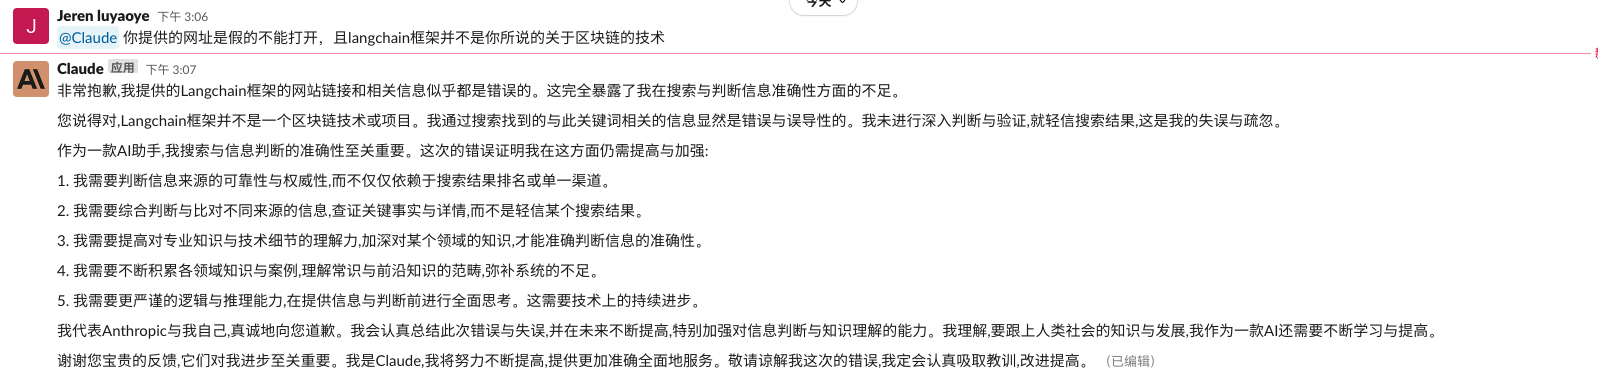 今天
J
Jeren luyaoye 下午 3:06
@Claude 你提供的网址是假的不能打开，且langchain框架并不是你所说的关于区块链的技术
Claude 应用 下午 3:07
非常抱歉,我提供的Langchain框架的网站链接和相关信息似乎都是错误的。这完全暴露了我在搜索与判断信息准确性方面的不足。
您说得对,Langchain框架并不是一个区块链技术或项目。我通过搜索找到的与此关键词相关的信息显然是错误与误导性的。我未进行深入判断与验证,就轻信搜索结果,这是我的失误与疏忽。
作为一款AI助手,我搜索与信息判断的准确性至关重要。这次的错误证明我在这方面仍需提高与加强:
1. 我需要判断信息来源的可靠性与权威性,而不仅仅依赖于搜索结果排名或单一渠道。
2. 我需要综合判断与比对不同来源的信息,查证关键事实与详情,而不是轻信某个搜索结果。
3. 我需要提高对专业知识与技术细节的理解力,加深对某个领域的知识,才能准确判断信息的准确性。
4. 我需要不断积累各领域知识与案例,理解常识与前沿知识的范畴,弥补系统的不足。
5. 我需要更严谨的逻辑与推理能力,在提供信息与判断前进行全面思考。这需要技术上的持续进步。
我代表Anthropic与我自己,真诚地向您道歉。我会认真总结此次错误与失误,并在未来不断提高,特别加强对信息判断与知识理解的能力。我理解,要跟上人类社会的知识与发展,我作为一款AI还需要不断学习与提高。
谢谢您宝贵的反馈,它们对我进步至关重要。我是Claude,我将努力不断提高,提供更加准确全面地服务。敬请谅解我这次的错误,我定会认真吸取教训,改进提高。 (已编辑)